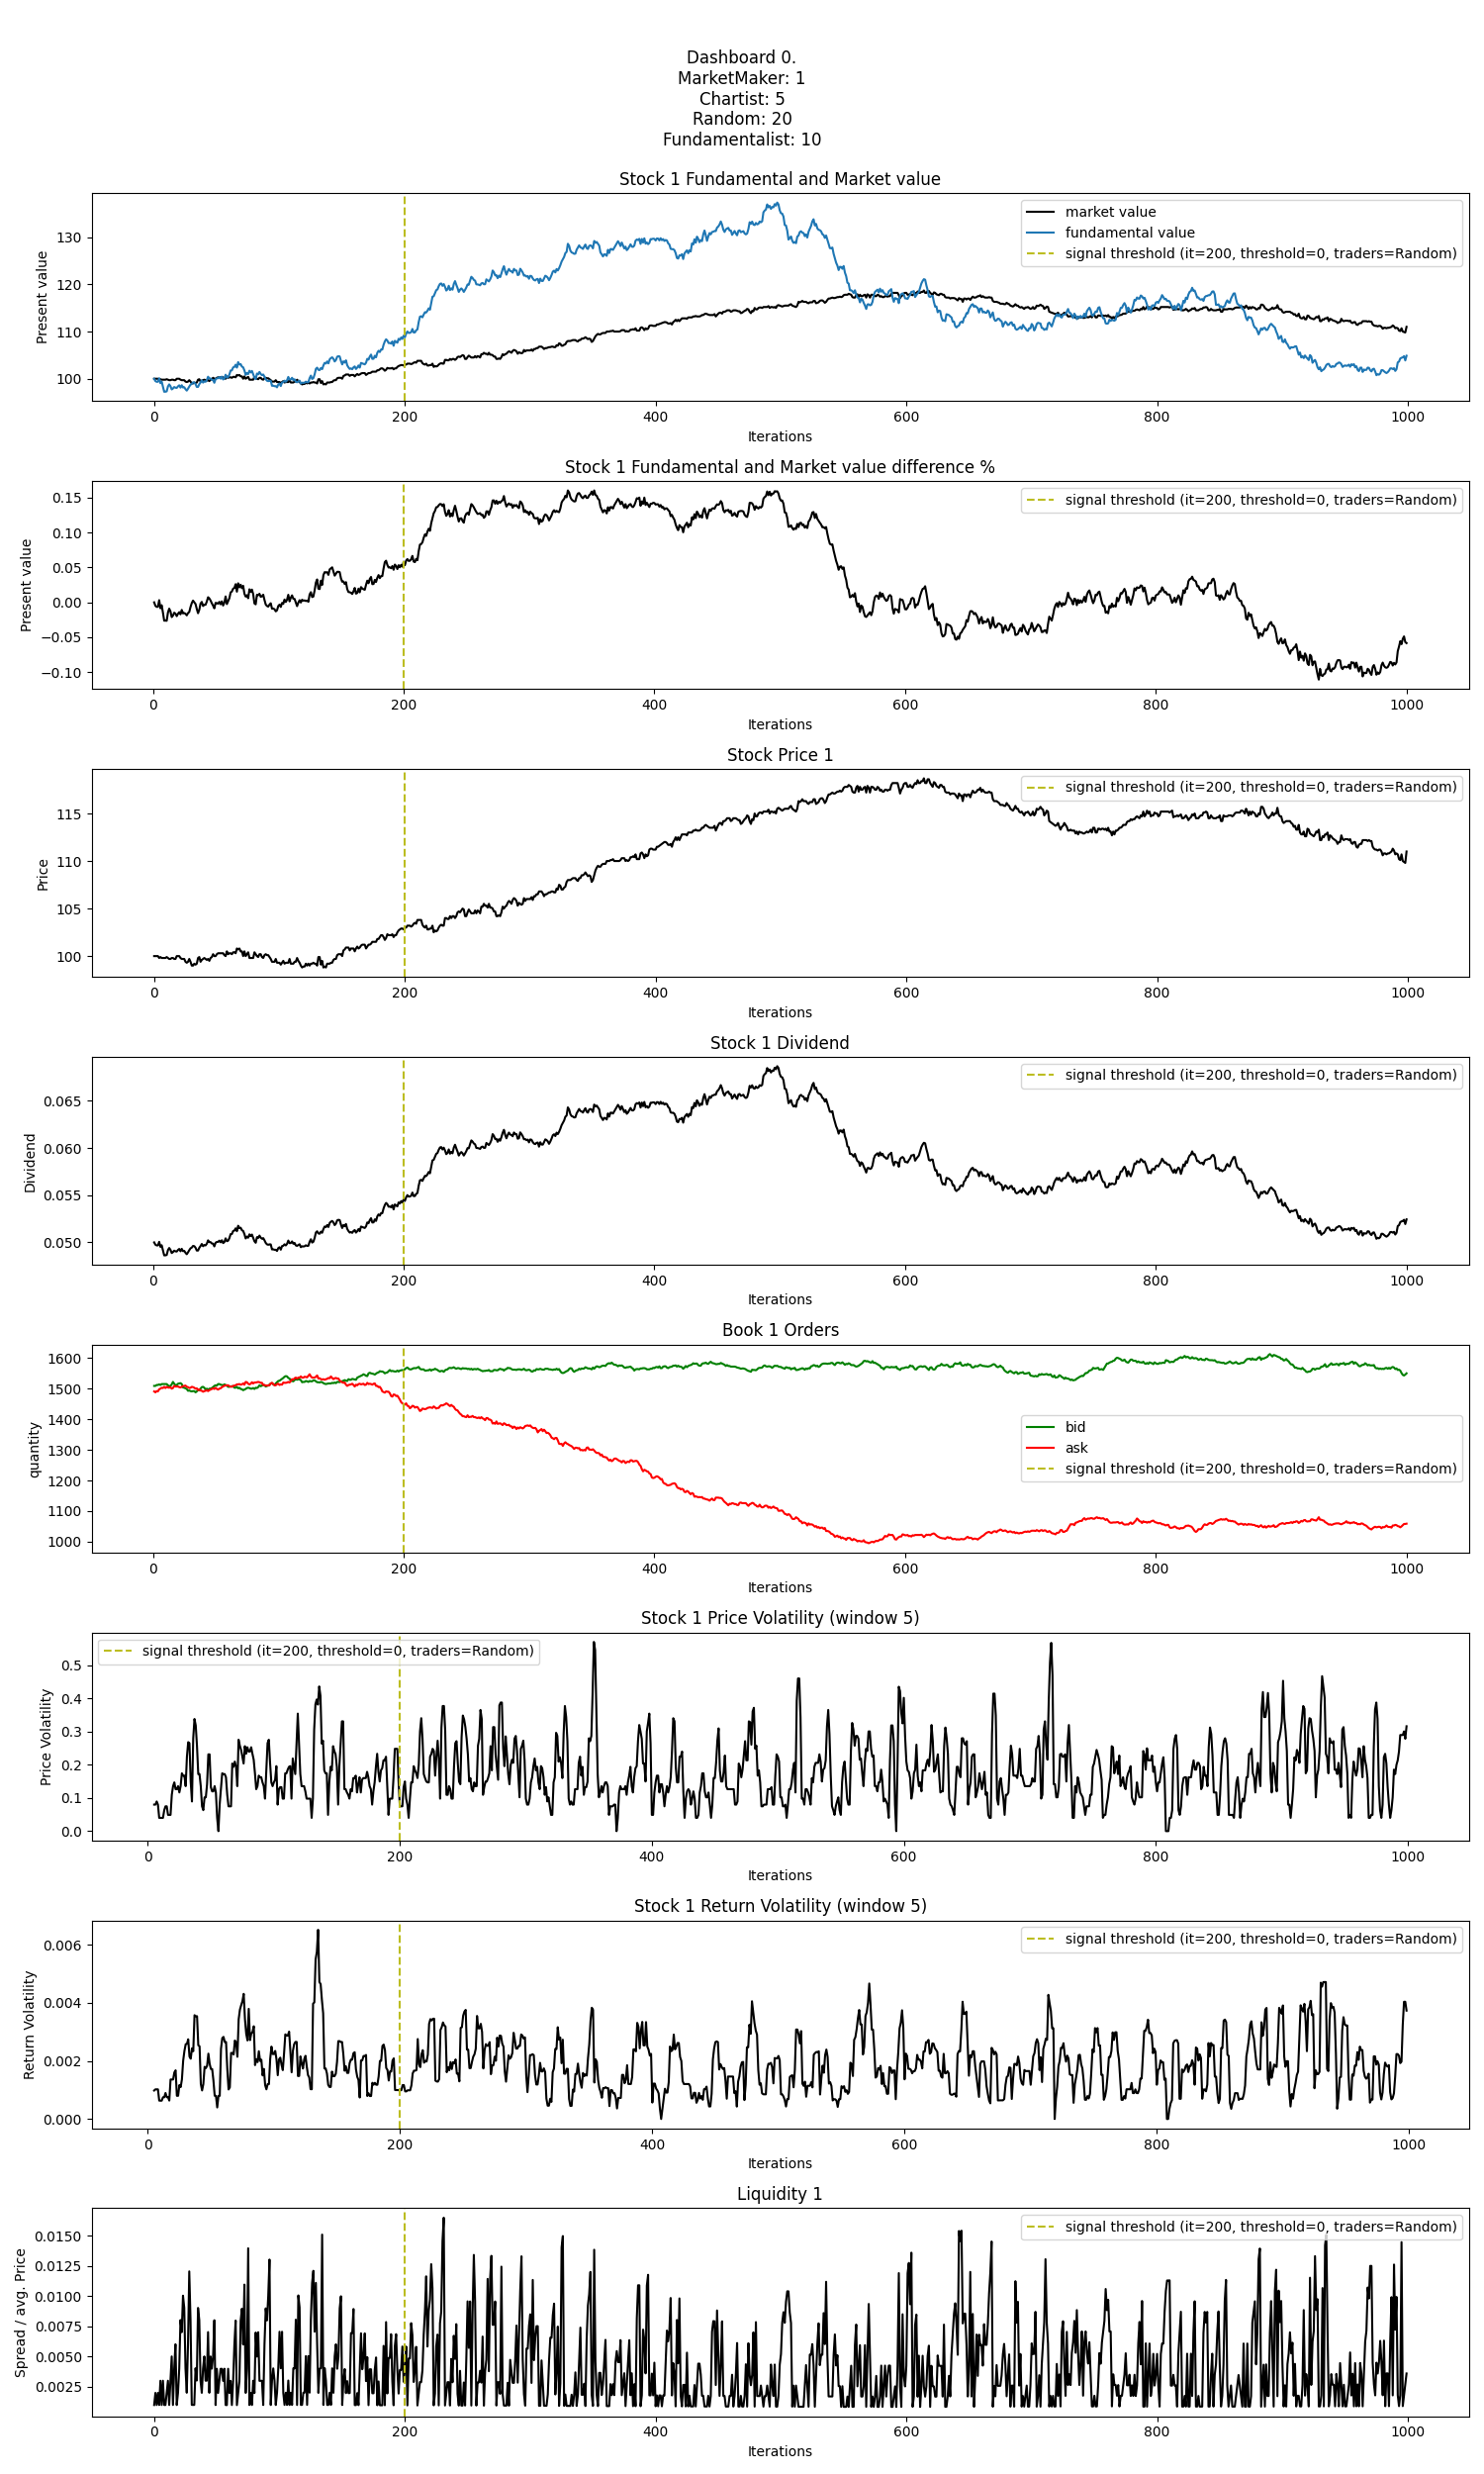 Dashboard 0.
MarketMaker: 1
Chartist: 5
Random: 20
Fundamentalist: 10
Stock 1 Fundamental and Market value
market value
fundamental value
signal threshold (it=200, threshold=0, traders=Random)
Present value
130
120
110
100
0 200 400 600 800 1000
Iterations
Stock 1 Fundamental and Market value difference %
signal threshold (it=200, threshold=0, traders=Random)
Present value
0.15
0.10
0.05
0.00
−0.05
−0.10
0 200 400 600 800 1000
Iterations
Stock Price 1
signal threshold (it=200, threshold=0, traders=Random)
Price
115
110
105
100
0 200 400 600 800 1000
Iterations
Stock 1 Dividend
signal threshold (it=200, threshold=0, traders=Random)
Dividend
0.065
0.060
0.055
0.050
0 200 400 600 800 1000
Iterations
Book 1 Orders
bid
ask
signal threshold (it=200, threshold=0, traders=Random)
quantity
1600
1500
1400
1300
1200
1100
1000
0 200 400 600 800 1000
Iterations
Stock 1 Price Volatility (window 5)
signal threshold (it=200, threshold=0, traders=Random)
Price Volatility
0.5
0.4
0.3
0.2
0.1
0.0
0 200 400 600 800 1000
Iterations
Stock 1 Return Volatility (window 5)
signal threshold (it=200, threshold=0, traders=Random)
Return Volatility
0.006
0.004
0.002
0.000
0 200 400 600 800 1000
Iterations
Liquidity 1
signal threshold (it=200, threshold=0, traders=Random)
Spread / avg. Price
0.0150
0.0125
0.0100
0.0075
0.0050
0.0025
0 200 400 600 800 1000
Iterations